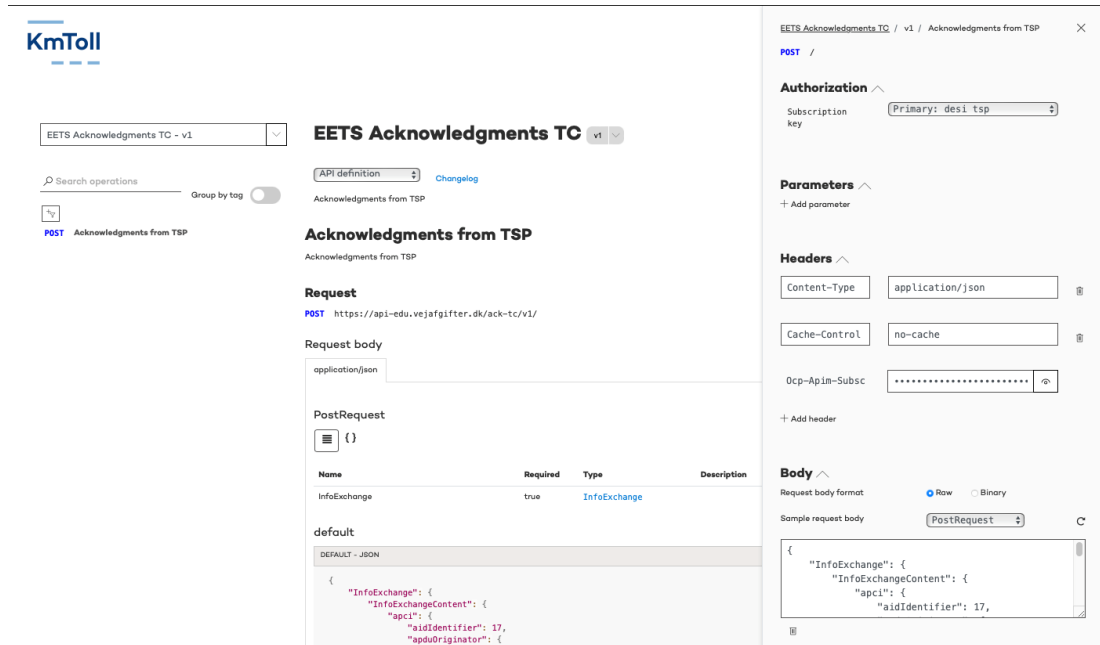 KmToll
EETS Acknowledgments TC - v1
Search operations
Group by tag
POST Acknowledgments from TSP
EETS Acknowledgments TC v1
API definition Changelog
Acknowledgments from TSP
Acknowledgments from TSP
Acknowledgments from TSP
Request
POST https://api-edu.vejafgifter.dk/ack-tc/v1/
Request body
application/json
PostRequest
{}
Name Required Type Description
InfoExchange true InfoExchange
default
DEFAULT - JSON
{
"InfoExchange": {
"InfoExchangeContent": {
"apci": {
"aidIdentifier": 17,
"apduOriginator": {
EETS Acknowledgments TC / v1 / Acknowledgments from TSP
POST /
Authorization
Subscription
key
Primary: desi tsp
Parameters
+ Add parameter
Headers
Content-Type application/json
Cache-Control no-cache
Ocp-Apim-Subsc ••••••••••••••••••••••••
+ Add header
Body
Request body format Raw Binary
Sample request body PostRequest
{
"InfoExchange": {
"InfoExchangeContent": {
"apci": {
"aidIdentifier": 17,